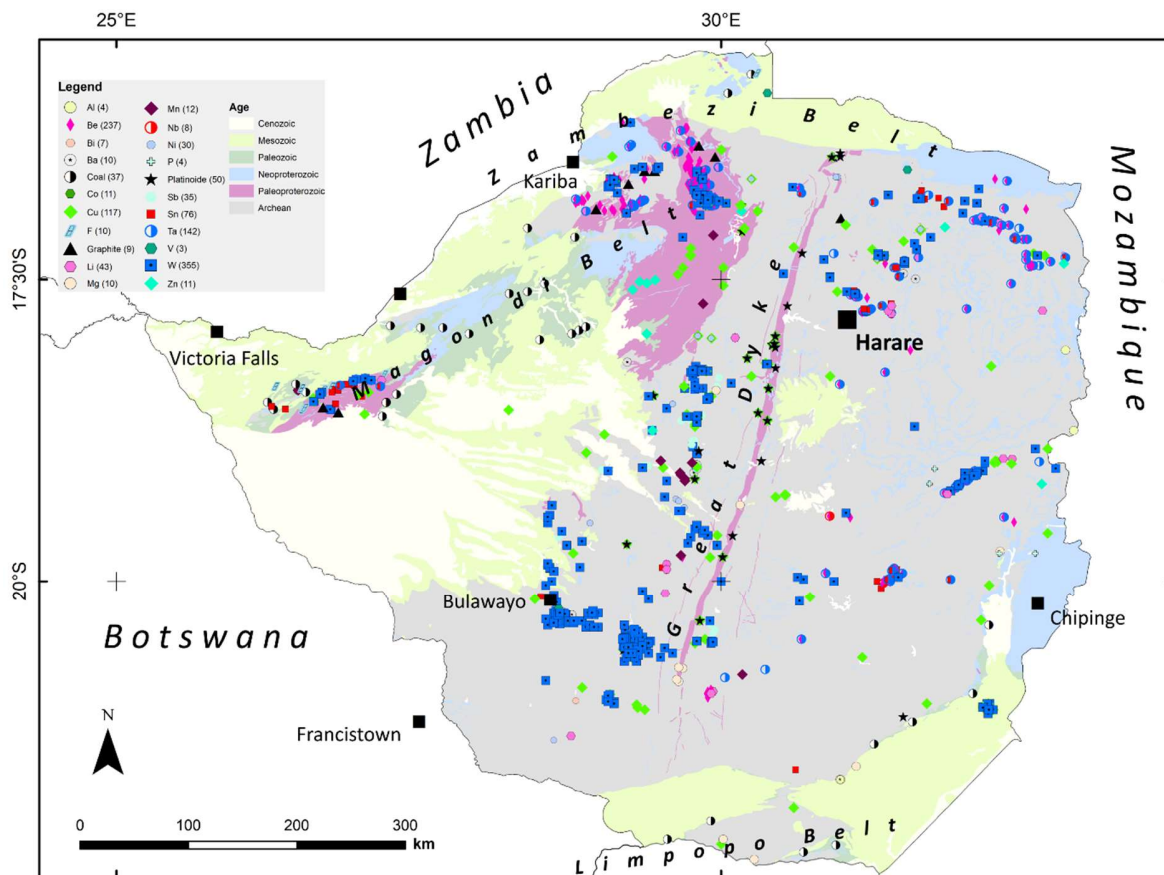 25°E
30°E
17°30'S
20°S
Legend
Al (4)
Be (237)
Bi (7)
Ba (10)
Coal (37)
Co (11)
Cu (117)
F (10)
Graphite (9)
Li (43)
Mg (10)
Mn (12)
Nb (8)
Ni (30)
P (4)
Platinoide (50)
Sb (35)
Sn (76)
Ta (142)
V (3)
W (355)
Zn (11)
Age
Cenozoic
Mesozoic
Paleozoic
Neoproterozoic
Paleoproterozoic
Archean
Zambia
Zambezi Belt
Kariba
Mozambique
Magondi Belt
Victoria Falls
Harare
Great Dyke
Bulawayo
Botswana
Chipinge
Francistown
N
Limpopo Belt
0 100 200 300
km